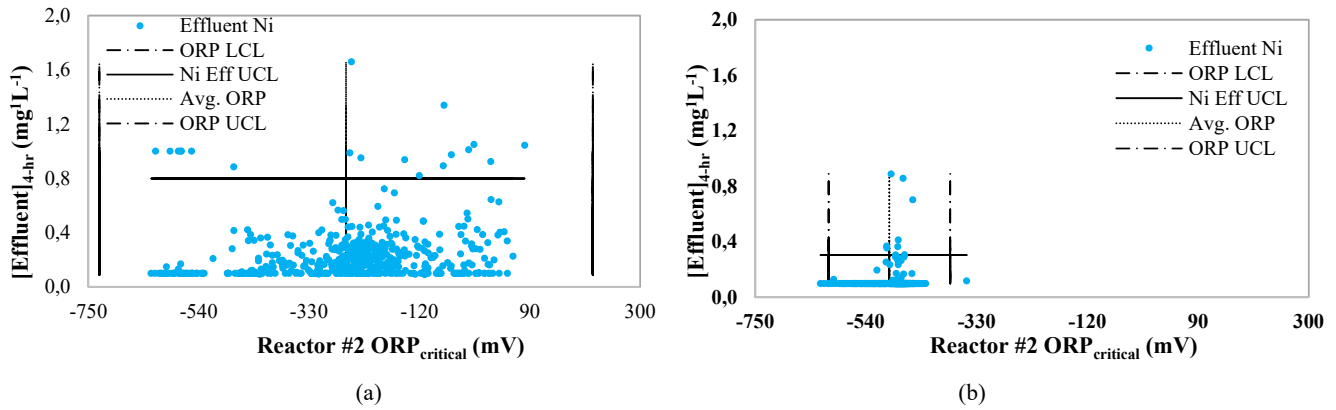 2,0
1,6
1,2
0,8
0,4
0,0
[Effluent]4-hr (mg1L-1)
Effluent Ni
ORP LCL
Ni Eff UCL
Avg. ORP
ORP UCL
-750 -540 -330 -120 90 300
Reactor #2 ORPcritical (mV)
(a)
2,0
1,6
1,2
0,8
0,4
0,0
[Effluent]4-hr (mg1L-1)
Effluent Ni
ORP LCL
Ni Eff UCL
Avg. ORP
ORP UCL
-750 -540 -330 -120 90 300
Reactor #2 ORPcritical (mV)
(b)